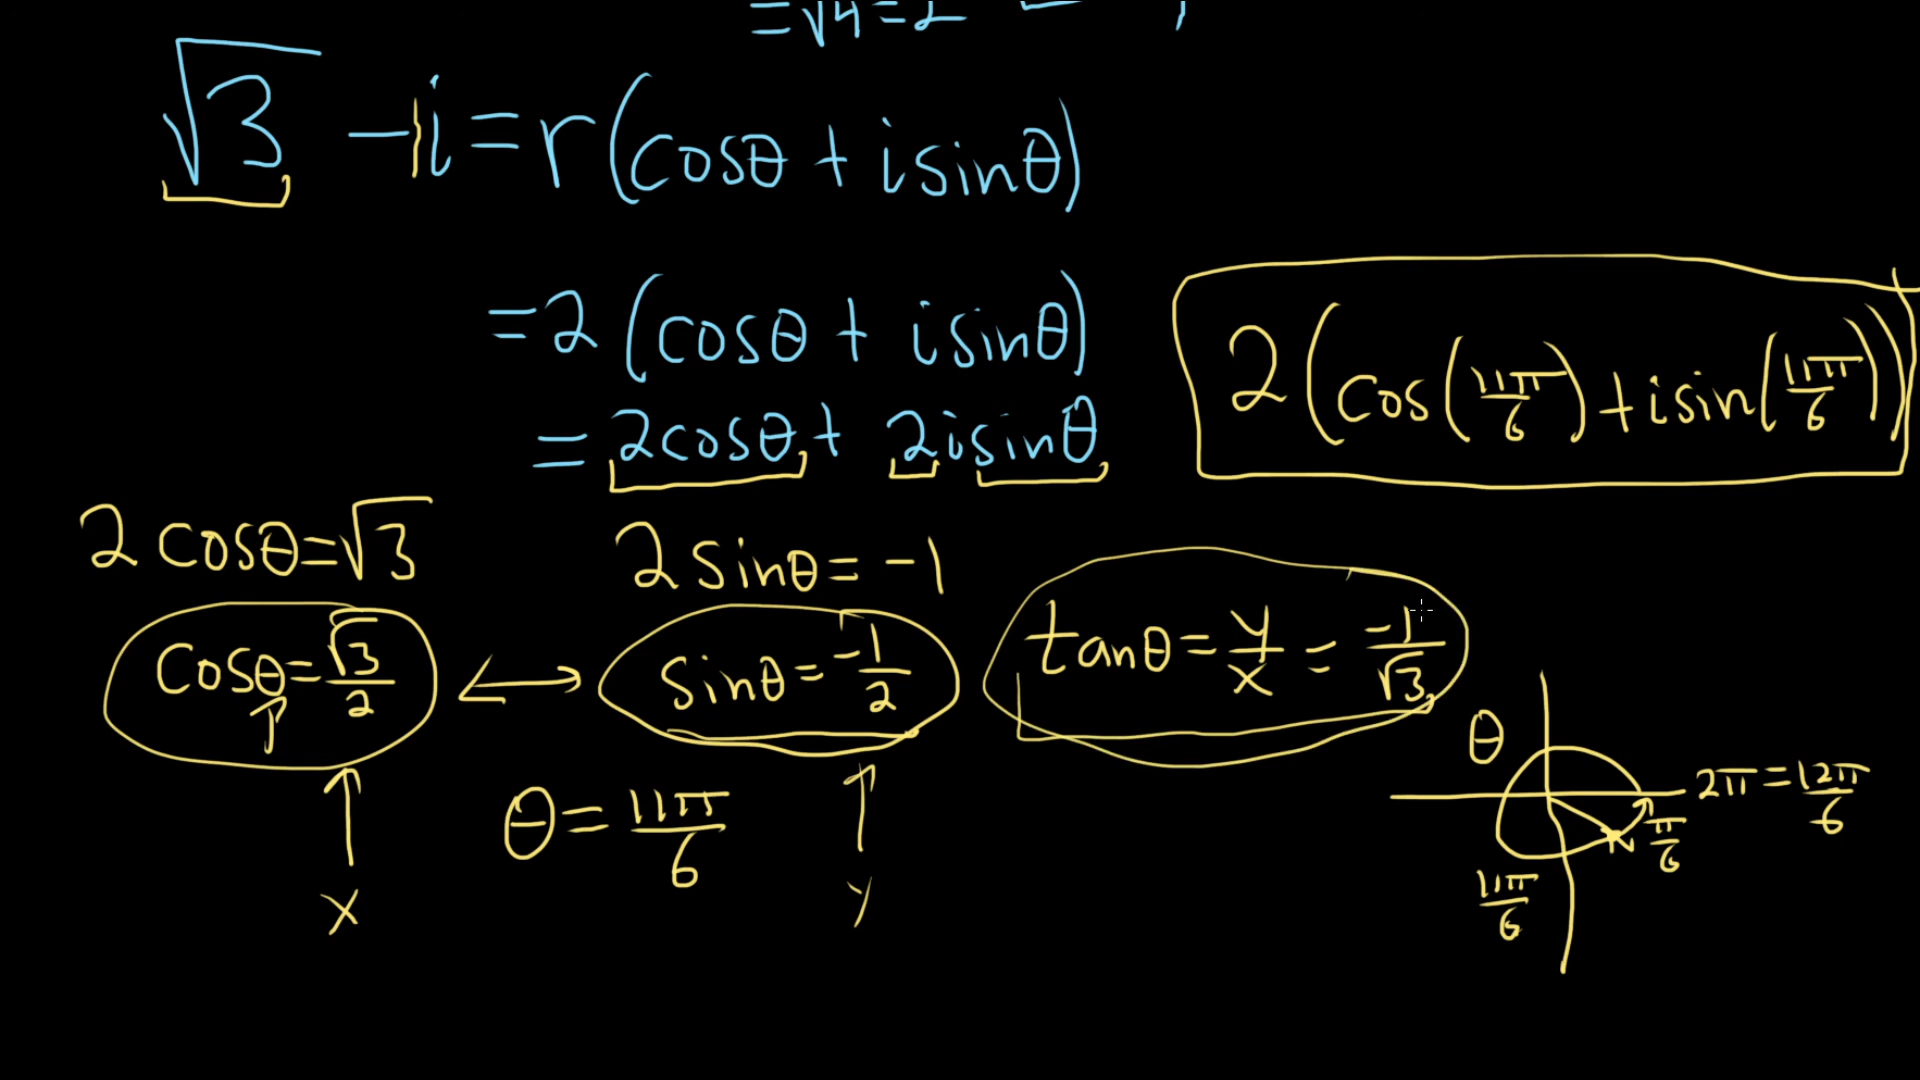 =√4=2
√3 -1i=r(cosθ + isinθ)
=2(cosθ + isinθ)
= 2cosθ + 2isinθ
2(cos(11π/6)+isin(11π/6))
2cosθ=√3
2sinθ=-1
cosθ=√3/2
sinθ=-1/2
tanθ=y/x=-1/√3
θ=11π/6
x
y
θ
2π=12π/6
π/6
11π/6